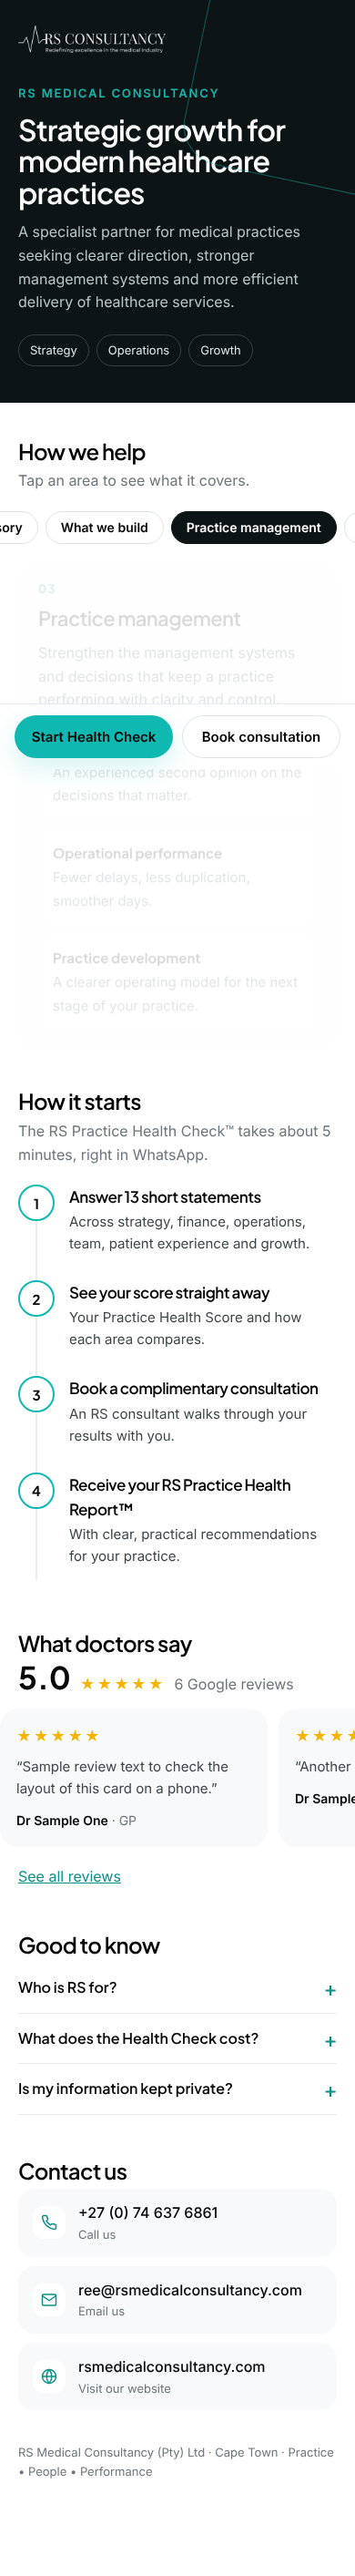 RS CONSULTANCY
Redefining excellence in the medical industry
RS MEDICAL CONSULTANCY
Strategic growth for
modern healthcare
practices
A specialist partner for medical practices
seeking clearer direction, stronger
management systems and more efficient
delivery of healthcare services.
Strategy Operations Growth
How we help
Tap an area to see what it covers.
sory What we build Practice management
03
Practice management
Strengthen the management systems
and decisions that keep a practice
performing with clarity and control.
Start Health Check Book consultation
An experienced second opinion on the
decisions that matter.
Operational performance
Fewer delays, less duplication,
smoother days.
Practice development
A clearer operating model for the next
stage of your practice.
How it starts
The RS Practice Health Check™ takes about 5
minutes, right in WhatsApp.
1 Answer 13 short statements
Across strategy, finance, operations,
team, patient experience and growth.
2 See your score straight away
Your Practice Health Score and how
each area compares.
3 Book a complimentary consultation
An RS consultant walks through your
results with you.
4 Receive your RS Practice Health
Report™
With clear, practical recommendations
for your practice.
What doctors say
5.0 ★★★★★ 6 Google reviews
★★★★★
“Sample review text to check the
layout of this card on a phone.”
Dr Sample One · GP
★★★★
“Another
Dr Sample
See all reviews
Good to know
Who is RS for? +
What does the Health Check cost? +
Is my information kept private? +
Contact us
+27 (0) 74 637 6861
Call us
ree@rsmedicalconsultancy.com
Email us
rsmedicalconsultancy.com
Visit our website
RS Medical Consultancy (Pty) Ltd · Cape Town · Practice
• People • Performance